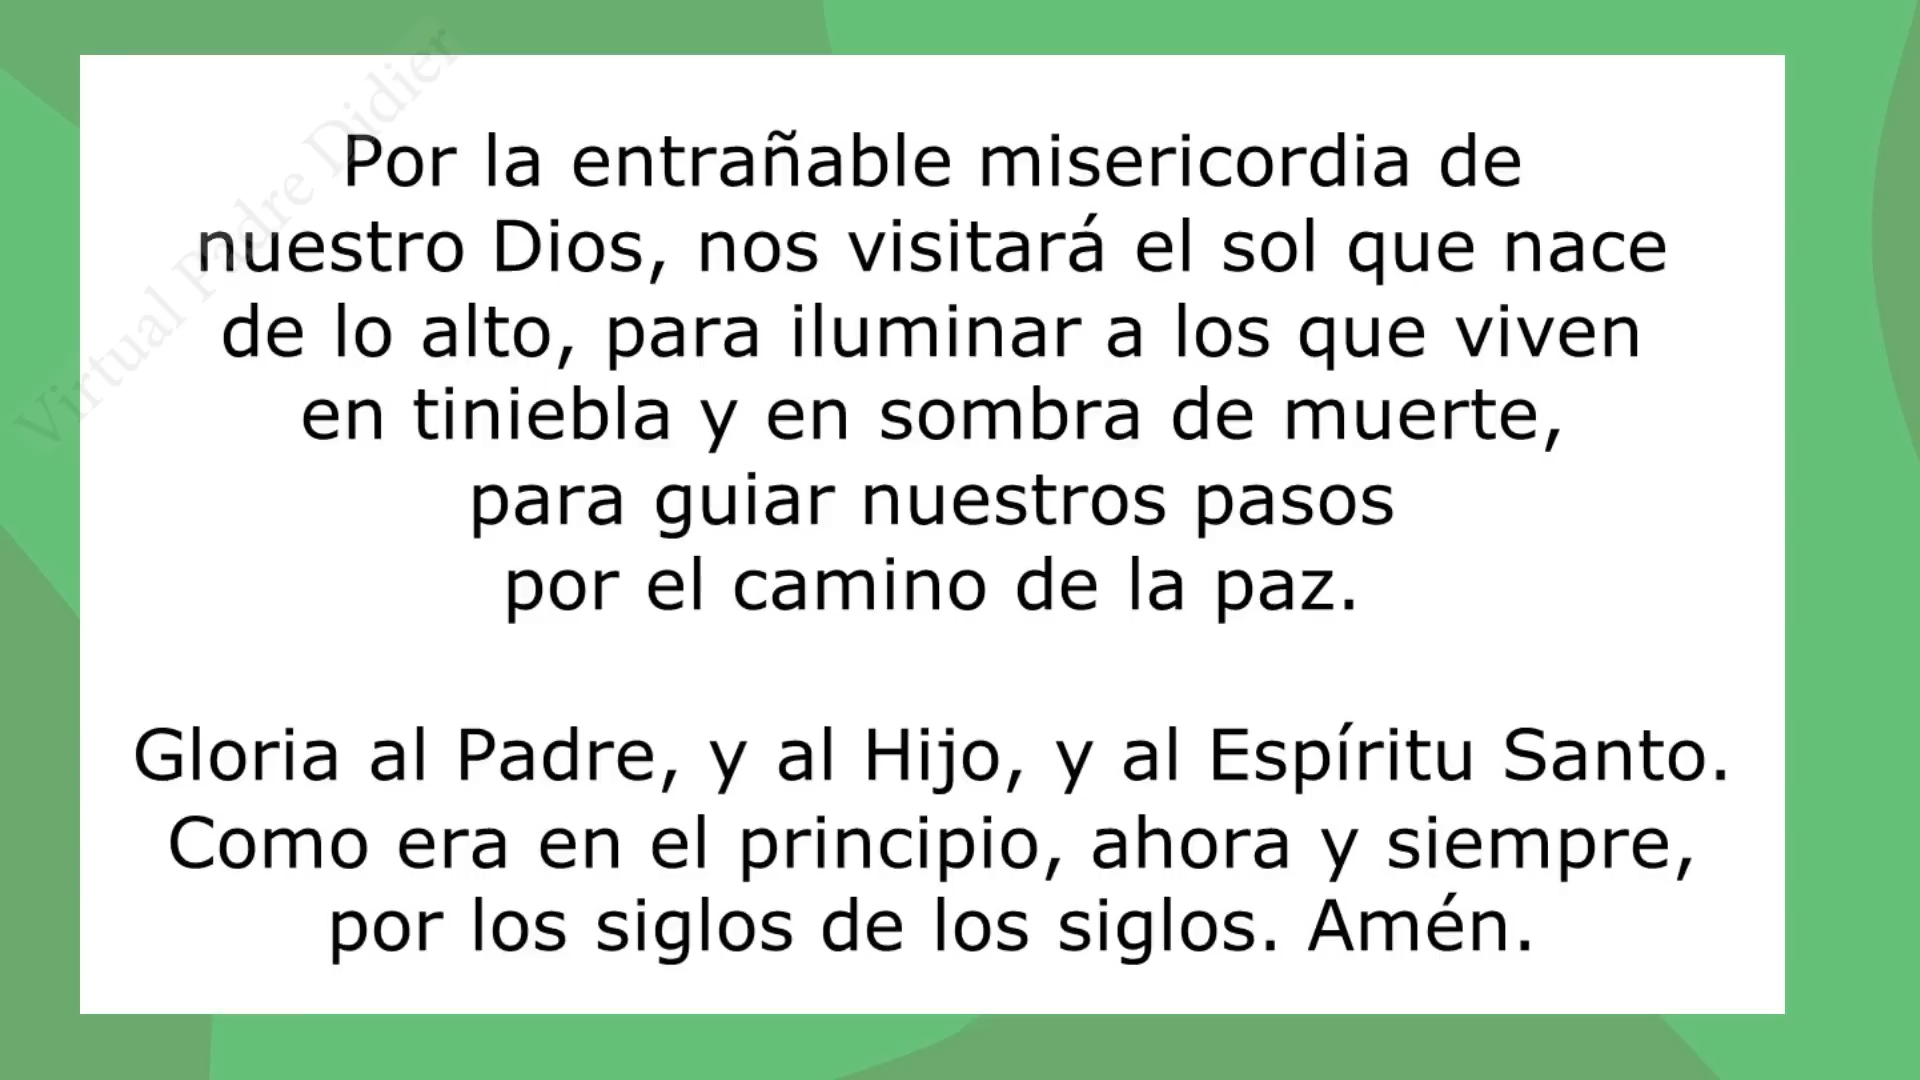 Virtual Padre Didier
Por la entrañable misericordia de
nuestro Dios, nos visitará el sol que nace
de lo alto, para iluminar a los que viven
en tiniebla y en sombra de muerte,
para guiar nuestros pasos
por el camino de la paz.
Gloria al Padre, y al Hijo, y al Espíritu Santo.
Como era en el principio, ahora y siempre,
por los siglos de los siglos. Amén.